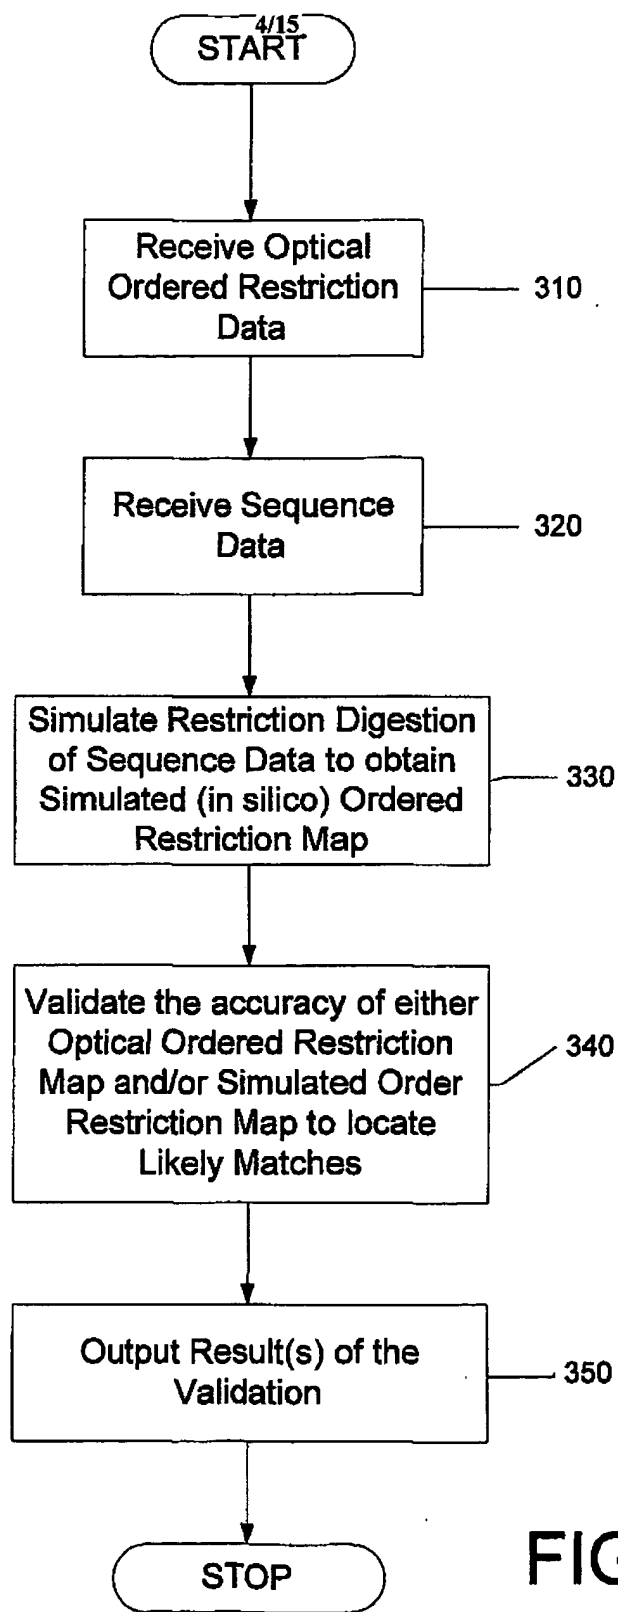 4/15
START
Receive Optical
Ordered Restriction
Data
310
Receive Sequence
Data
320
Simulate Restriction Digestion
of Sequence Data to obtain
Simulated (in silico) Ordered
Restriction Map
330
Validate the accuracy of either
Optical Ordered Restriction
Map and/or Simulated Order
Restriction Map to locate
Likely Matches
340
Output Result(s) of the
Validation
350
STOP
FIG